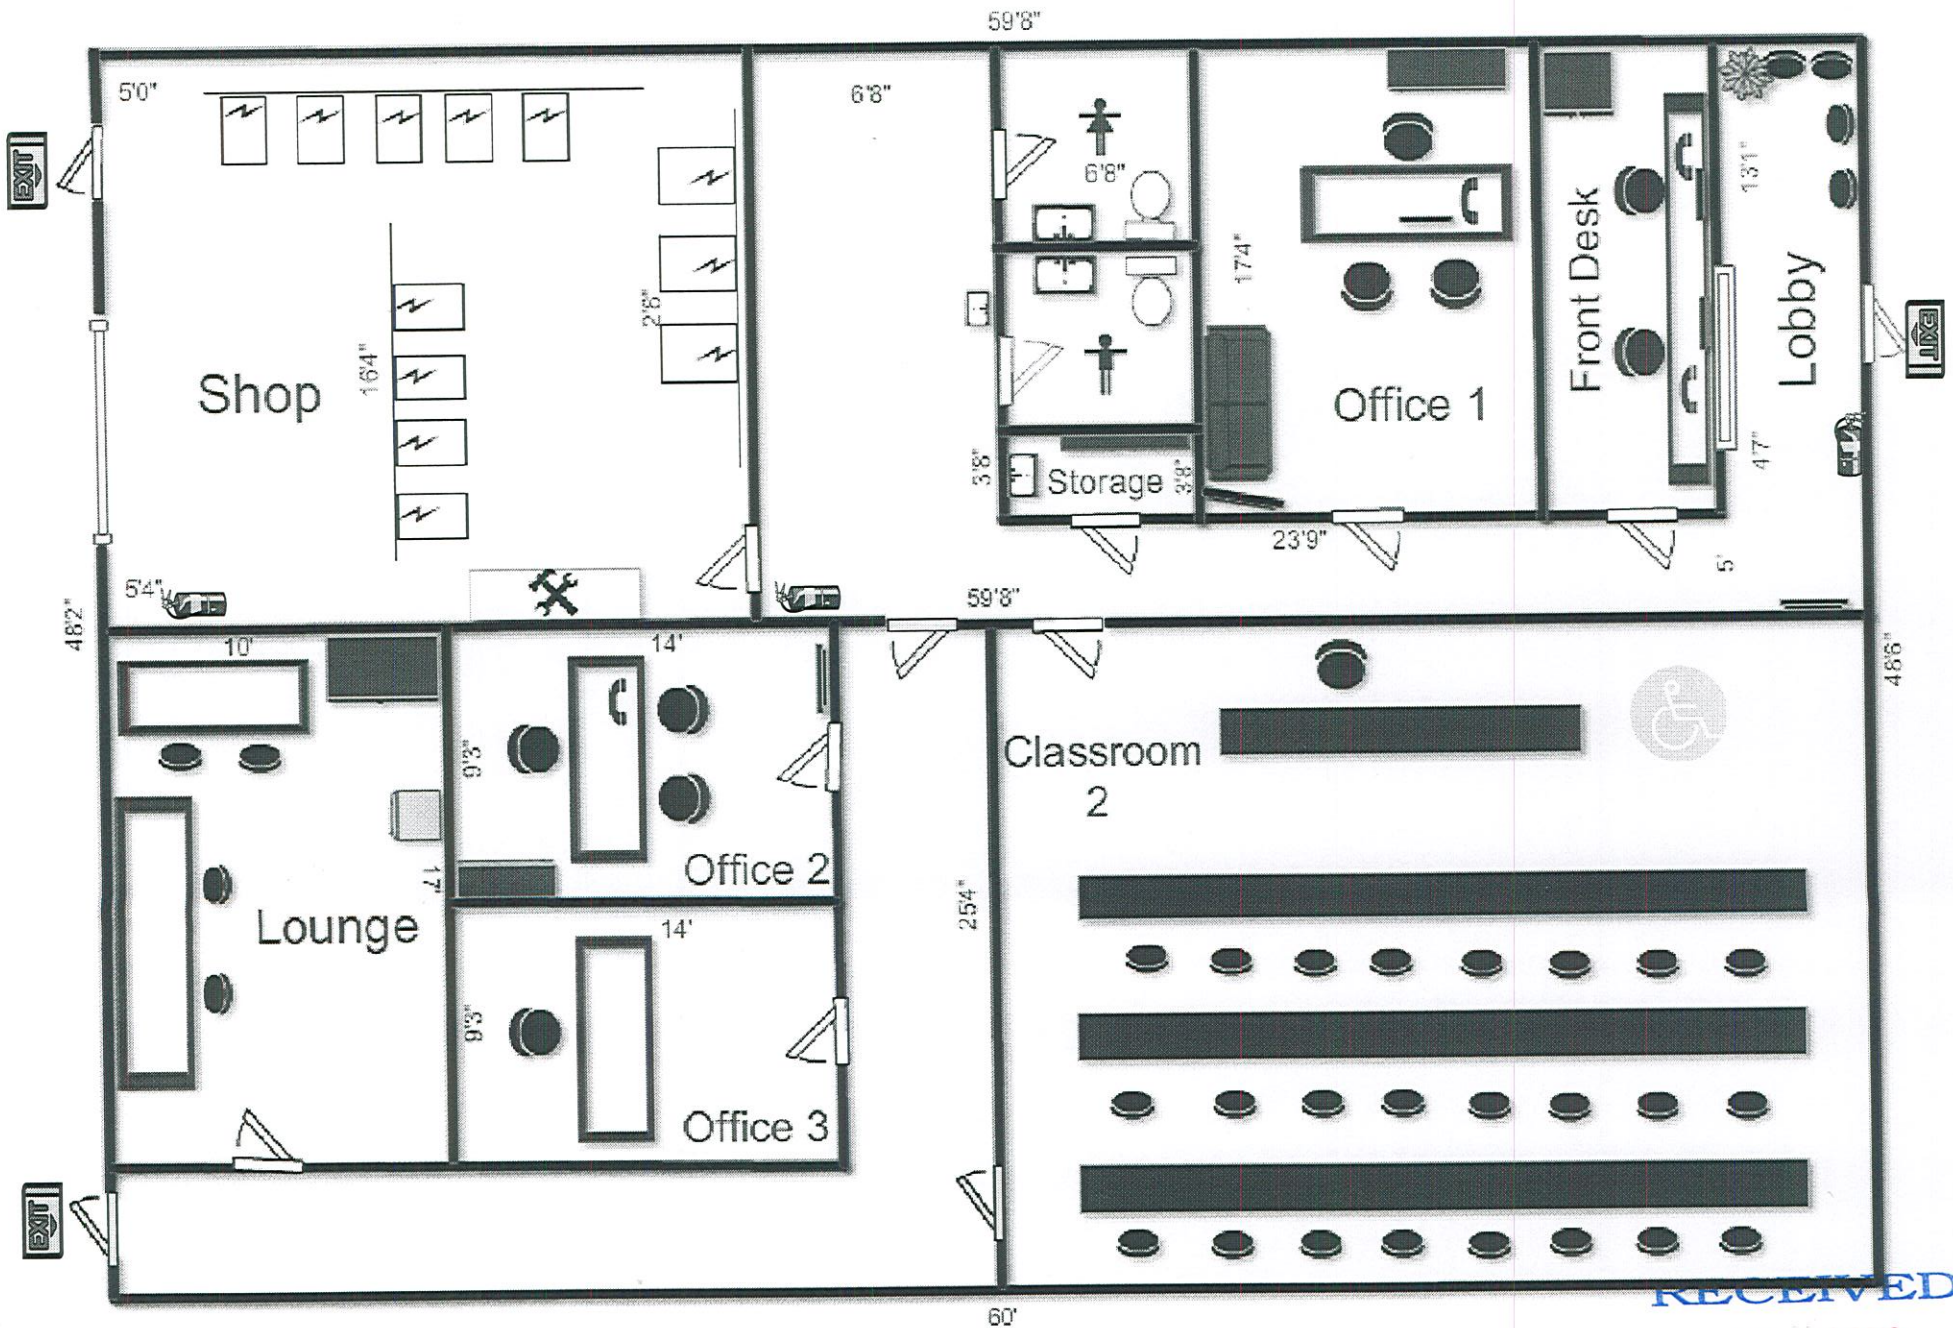 59'8"
5'0"
6'8"
EXIT
6'8"
13'1"
17'4"
Front Desk
Lobby
EXIT
2'6"
16'4"
Shop
Office 1
4'7"
3'8"
Storage
3'8"
23'9"
5'
5'4"
59'8"
48'2"
10'
14'
48'6"
9'3"
Classroom
2
Office 2
17'
25'4"
Lounge
14'
9'3"
Office 3
EXIT
RECEIVED
60'